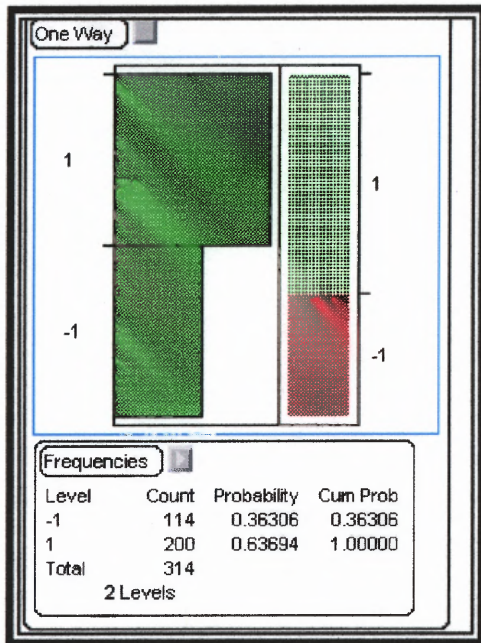 One Way
1
1
-1
-1
Frequencies
Level Count Probability Cum Prob
-1 114 0.36306 0.36306
1 200 0.63694 1.00000
Total 314
2 Levels